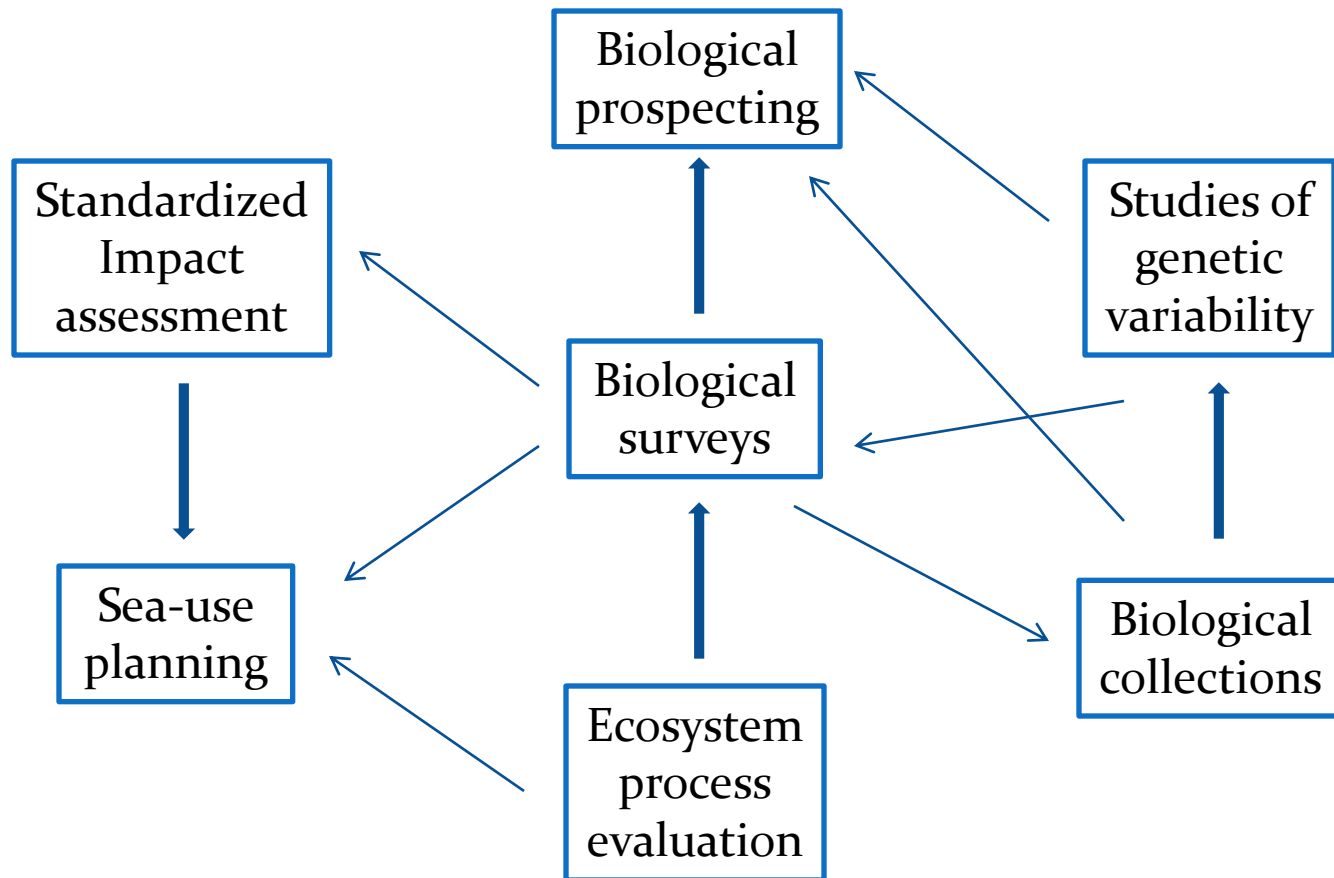 Biological
prospecting
Standardized
Impact
assessment
Studies of
genetic
variability
Biological
surveys
Sea-use
planning
Biological
collections
Ecosystem
process
evaluation